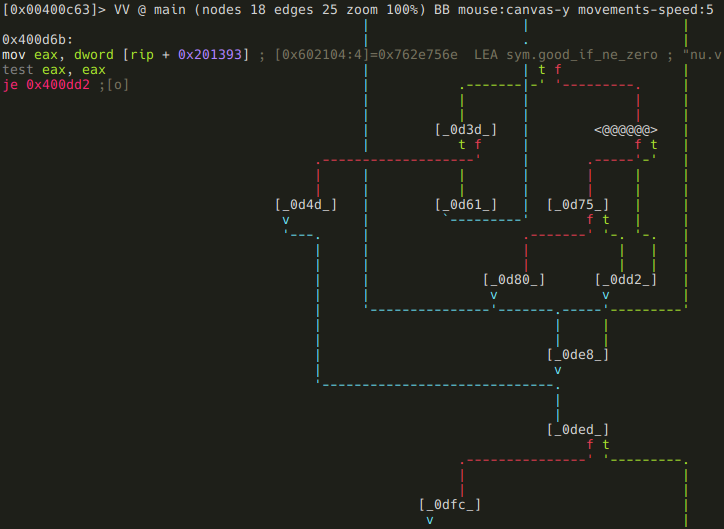 [0x00400c63]> VV @ main (nodes 18 edges 25 zoom 100%) BB mouse:canvas-y movements-speed:5
0x400d6b:
mov eax, dword [rip + 0x201393] ; [0x602104:4]=0x762e756e  LEA sym.good_if_ne_zero ; "nu.v
test eax, eax
t f
je 0x400dd2 ;[o]
[_0d3d_] <@@@@@@>
t f f t
[_0d4d_] [_0d61_] [_0d75_]
v f t
[_0d80_] [_0dd2_]
v v
[_0de8_]
v
[_0ded_]
f t
[_0dfc_]
v